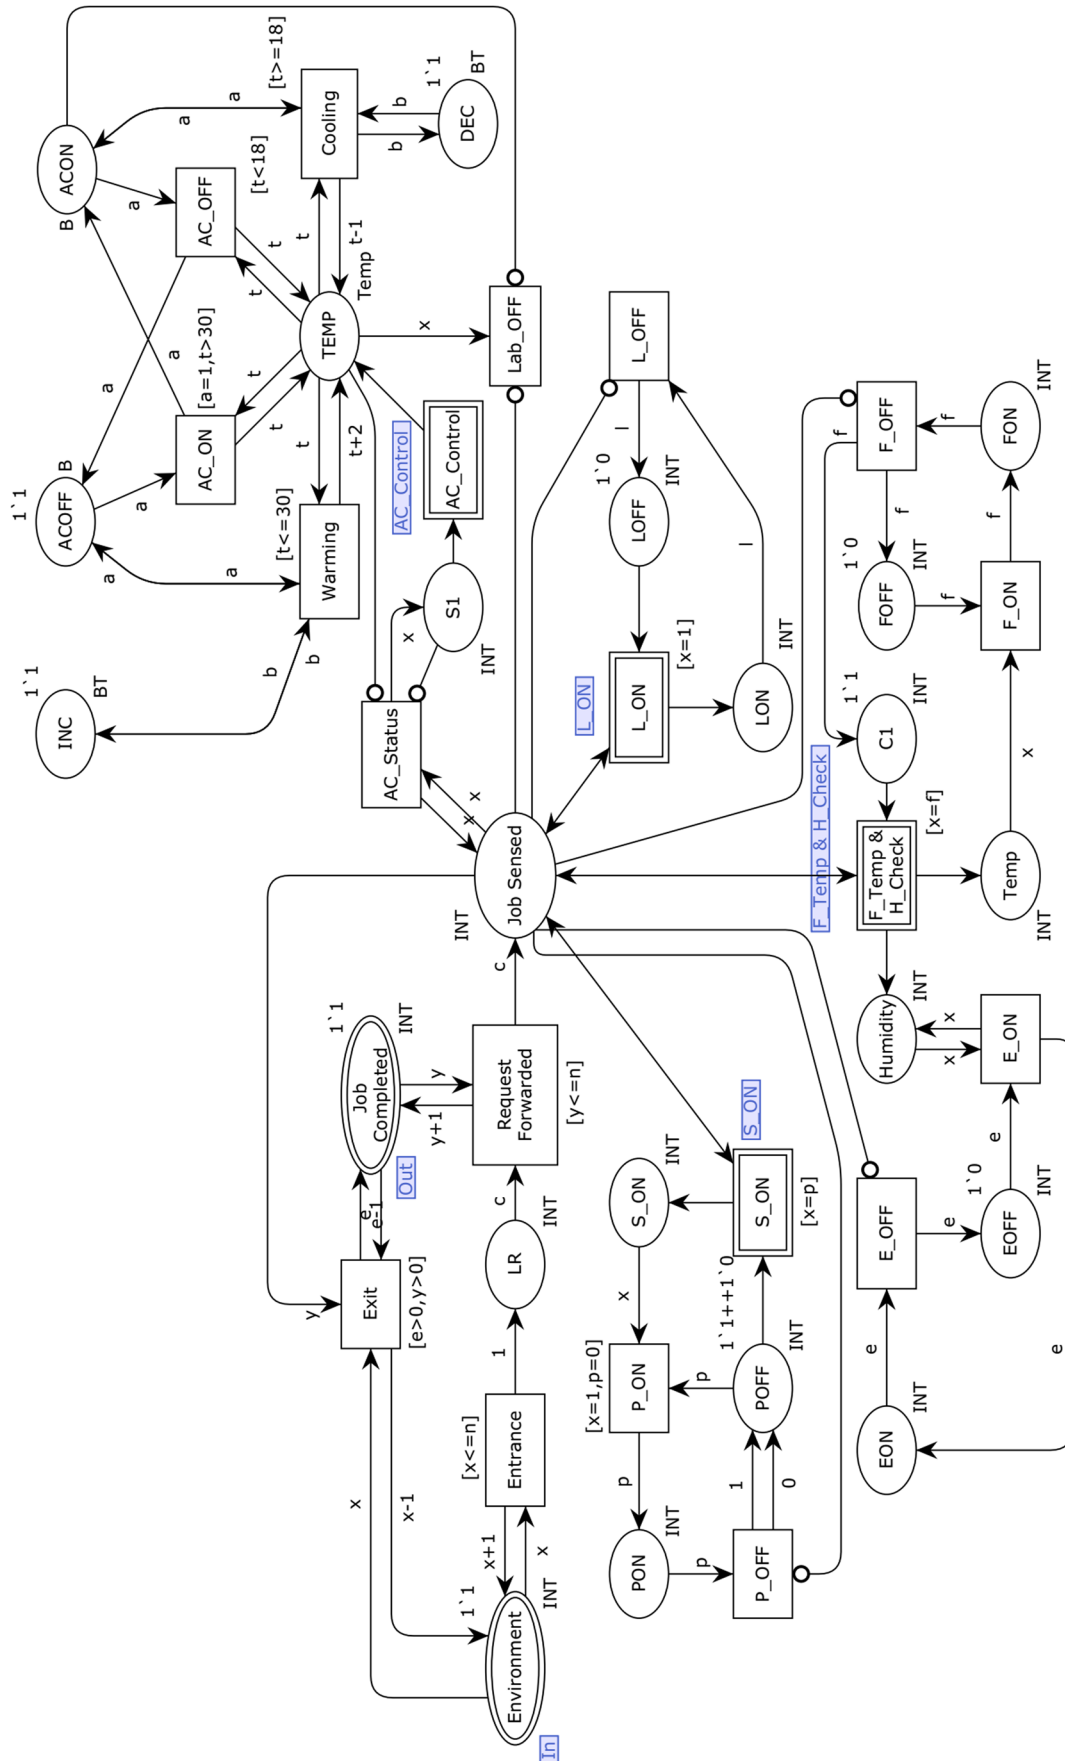 In
Environment
1`1
INT
x
x-1
x+1
x
[x<=n]
Entrance
1
LR
INT
c
Exit
[e>0,y>0]
y
e
e-1
Out
Job
Completed
1`1
INT
y+1
y
Request
Forwarded
[y<=n]
c
INT
Job Sensed
x
x
AC_Status
x
S1
INT
AC_Control
AC_Control
INC
1`1
BT
b
b
Warming
[t<=30]
a
a
ACOFF
1`1
B
a
a
AC_ON
[a=1,t>30]
a
t
t
t
t+2
TEMP
Temp
t
t
AC_OFF
[t<18]
a
ACON
B
a
a
t
t-1
Cooling
[t>=18]
b
b
DEC
1`1
BT
x
Lab_OFF
L_ON
L_ON
[x=1]
LON
INT
l
L_OFF
l
LOFF
1`0
INT
PON
INT
p
p
P_OFF
1
0
P_ON
[x=1,p=0]
p
POFF
1`1++1`0
INT
x
S_ON
INT
S_ON
S_ON
[x=p]
EON
INT
e
E_OFF
e
EOFF
1`0
INT
e
e
E_ON
x
x
Humidity
INT
F_Temp & H_Check
F_Temp &
H_Check
[x=f]
Temp
INT
x
C1
1`1
INT
F_ON
f
FOFF
1`0
INT
f
f
F_OFF
f
f
FON
INT